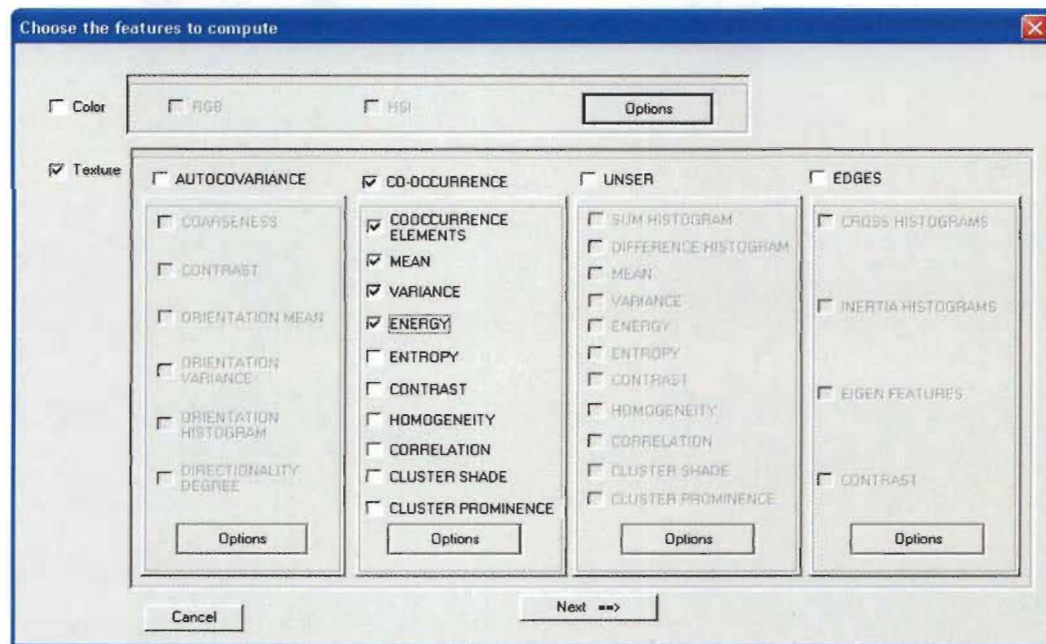 Choose the features to compute
Color
RGB
HSI
Options
Texture
AUTOCOVARIANCE
COARSENESS
CONTRAST
ORIENTATION MEAN
ORIENTATION
VARIANCE
ORIENTATION
HISTOGRAM
DIRECTIONALITY
DEGREE
Options
CO-OCCURRENCE
COOCCURRENCE
ELEMENTS
MEAN
VARIANCE
ENERGY
ENTROPY
CONTRAST
HOMOGENEITY
CORRELATION
CLUSTER SHADE
CLUSTER PROMINENCE
Options
UNSER
SUM HISTOGRAM
DIFFERENCE HISTOGRAM
MEAN
VARIANCE
ENERGY
ENTROPY
CONTRAST
HOMOGENEITY
CORRELATION
CLUSTER SHADE
CLUSTER PROMINENCE
Options
EDGES
CROSS HISTOGRAMS
INERTIA HISTOGRAMS
EIGEN FEATURES
CONTRAST
Options
Cancel
Next ==>